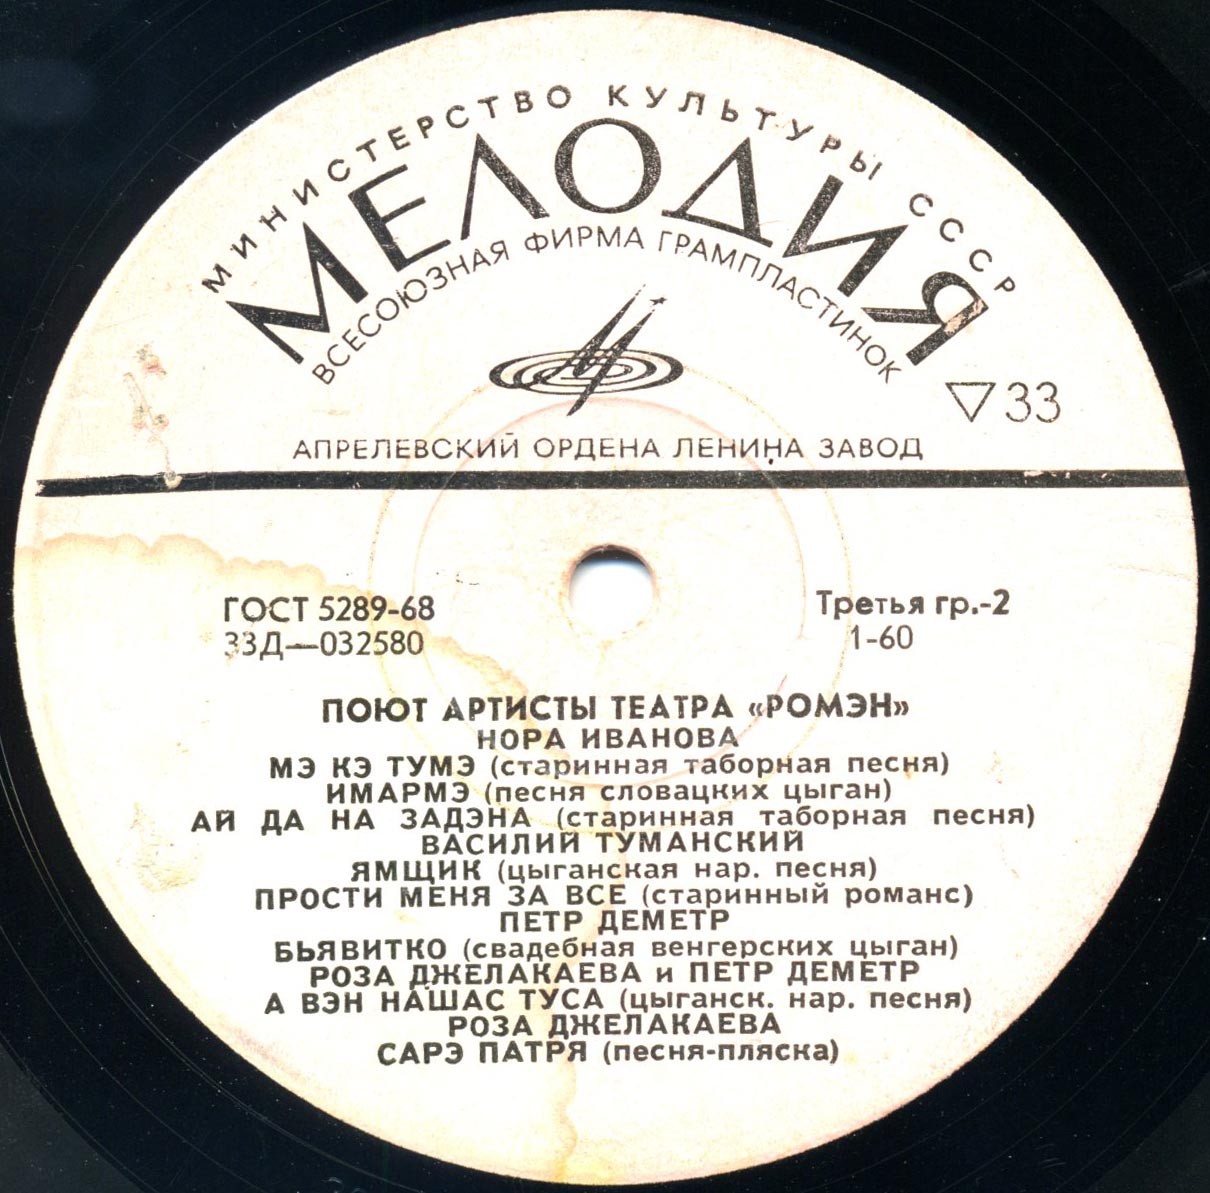 МИНИСТЕРСТВО КУЛЬТУРЫ СССР
МЕЛОДИЯ
ВСЕСОЮЗНАЯ ФИРМА ГРАМПЛАСТИНОК
33
АПРЕЛЕВСКИЙ ОРДЕНА ЛЕНИНА ЗАВОД
ГОСТ 5289-68
Третья гр.-2
33Д—032580
1-60
ПОЮТ АРТИСТЫ ТЕАТРА «РОМЭН»
НОРА ИВАНОВА
МЭ КЭ ТУМЭ (старинная таборная песня)
ИМАРМЭ (песня словацких цыган)
АЙ ДА НА ЗАДЭНА (старинная таборная песня)
ВАСИЛИЙ ТУМАНСКИЙ
ЯМЩИК (цыганская нар. песня)
ПРОСТИ МЕНЯ ЗА ВСЕ (старинный романс)
ПЕТР ДЕМЕТР
БЬЯВИТКО (свадебная венгерских цыган)
РОЗА ДЖЕЛАКАЕВА и ПЕТР ДЕМЕТР
А ВЭН НАШАС ТУСА (цыганск. нар. песня)
РОЗА ДЖЕЛАКАЕВА
САРЭ ПАТРЯ (песня-пляска)